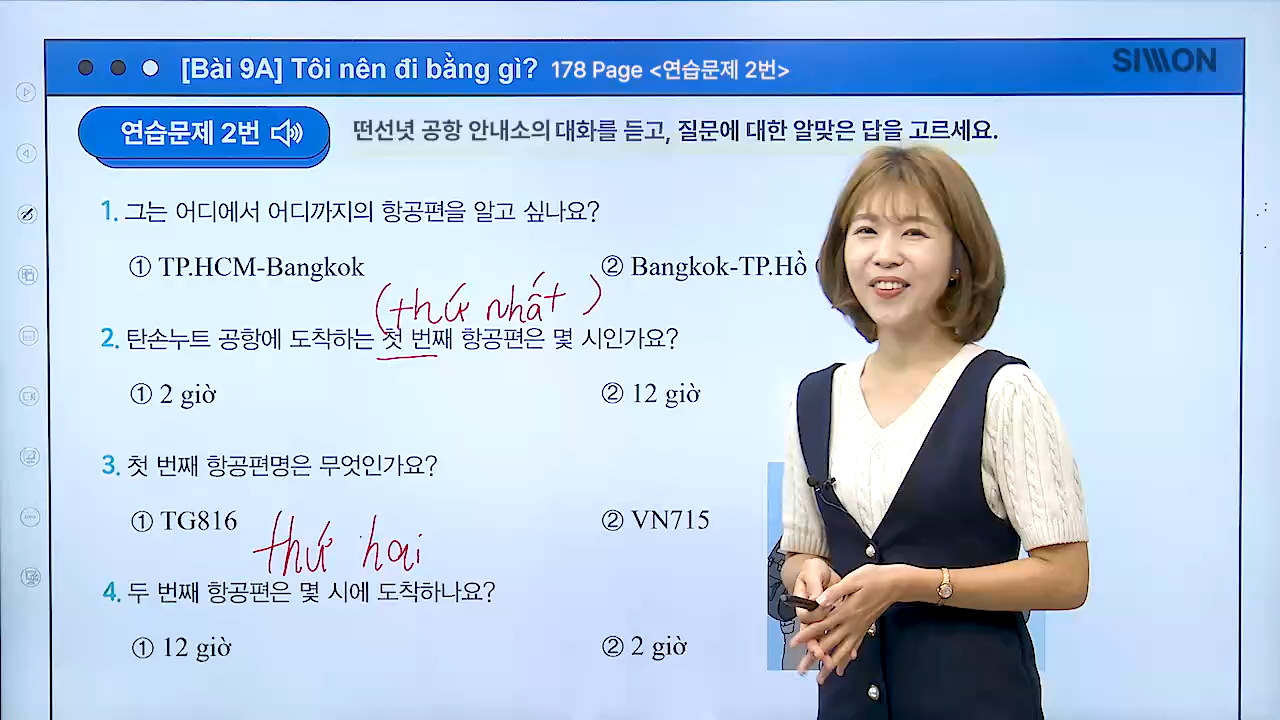 [Bài 9A] Tôi nên đi bằng gì? 178 Page <연습문제 2번>
SIWON
연습문제 2번 떤선녓 공항 안내소의 대화를 듣고, 질문에 대한 알맞은 답을 고르세요.
1. 그는 어디에서 어디까지의 항공편을 알고 싶나요?
① TP.HCM-Bangkok ② Bangkok-TP.Hồ
(thứ nhất)
2. 탄손누트 공항에 도착하는 첫 번째 항공편은 몇 시인가요?
① 2 giờ ② 12 giờ
3. 첫 번째 항공편명은 무엇인가요?
① TG816 ② VN715
thứ hai
4. 두 번째 항공편은 몇 시에 도착하나요?
① 12 giờ ② 2 giờ